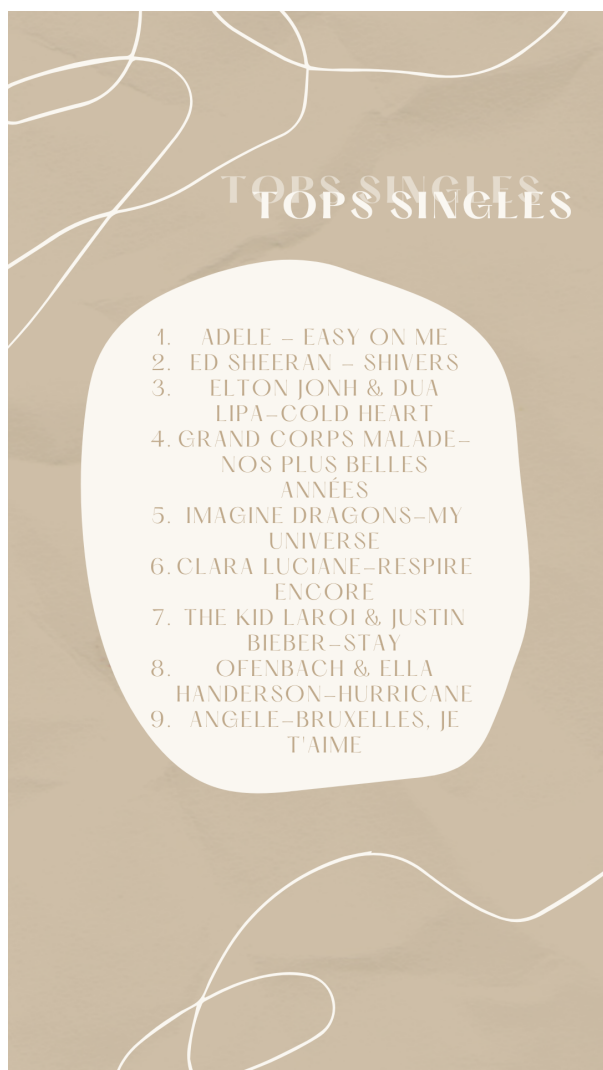 TOPS SINGLES
TOPS SINGLES
1. ADELE – EASY ON ME
2. ED SHEERAN – SHIVERS
3. ELTON JONH & DUA
LIPA–COLD HEART
4. GRAND CORPS MALADE–
NOS PLUS BELLES
ANNÉES
5. IMAGINE DRAGONS–MY
UNIVERSE
6. CLARA LUCIANE–RESPIRE
ENCORE
7. THE KID LAROI & JUSTIN
BIEBER–STAY
8. OFENBACH & ELLA
HANDERSON–HURRICANE
9. ANGELE–BRUXELLES, JE
T'AIME